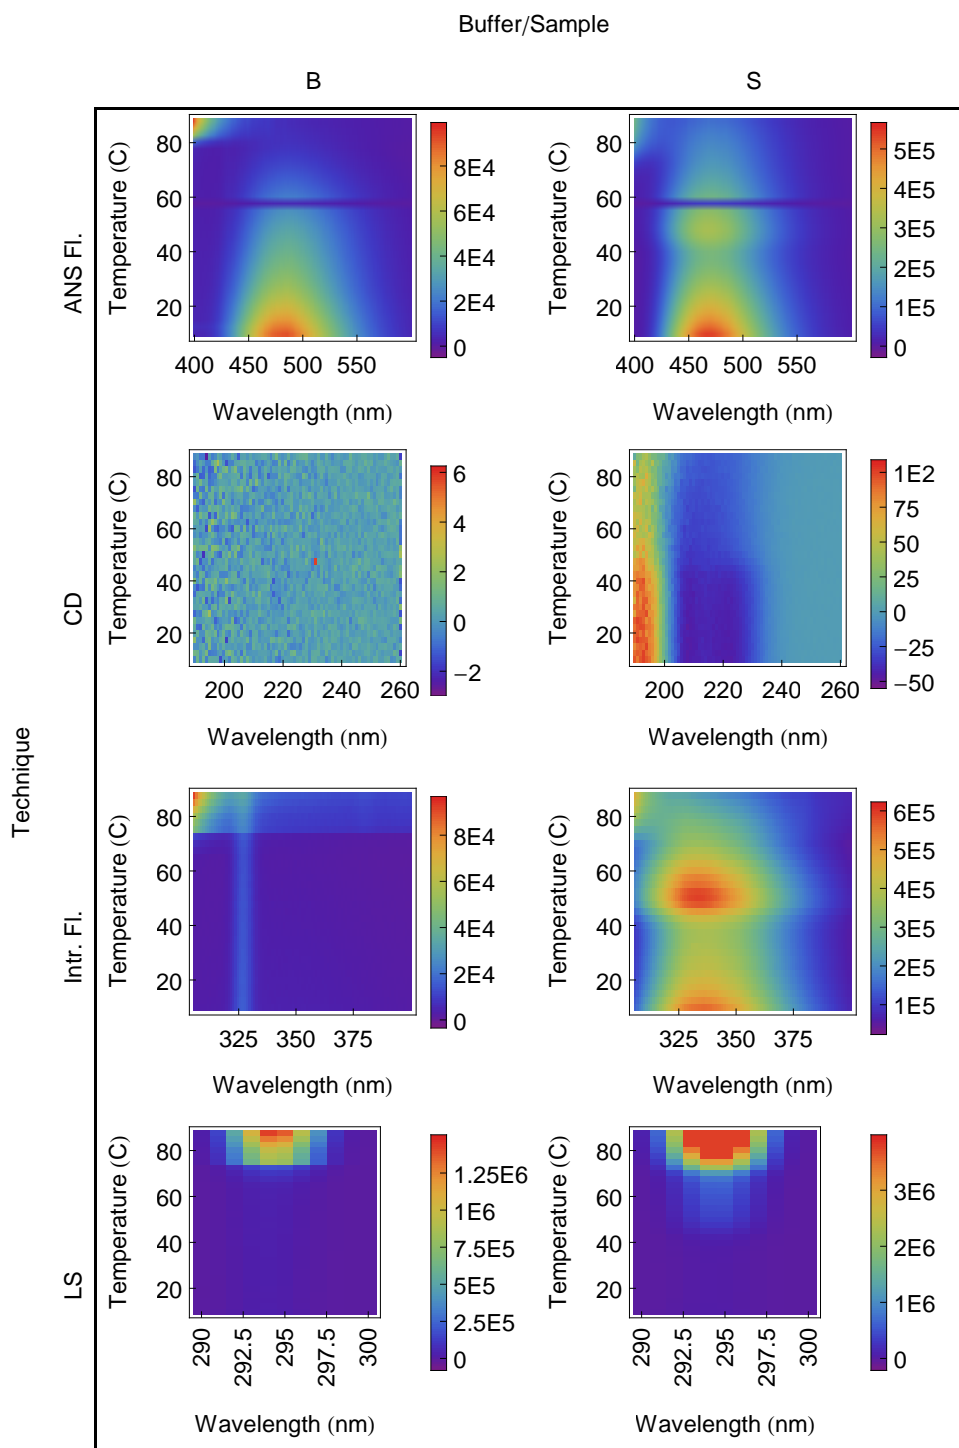 Buffer/Sample
B
S
Technique
ANS Fl.
Temperature (C)
80
60
40
20
400 450 500 550
Wavelength (nm)
8E4
6E4
4E4
2E4
0
Temperature (C)
80
60
40
20
400 450 500 550
Wavelength (nm)
5E5
4E5
3E5
2E5
1E5
0
CD
Temperature (C)
80
60
40
20
200 220 240 260
Wavelength (nm)
6
4
2
0
−2
Temperature (C)
80
60
40
20
200 220 240 260
Wavelength (nm)
1E2
75
50
25
0
−25
−50
Intr. Fl.
Temperature (C)
80
60
40
20
325 350 375
Wavelength (nm)
8E4
6E4
4E4
2E4
0
Temperature (C)
80
60
40
20
325 350 375
Wavelength (nm)
6E5
5E5
4E5
3E5
2E5
1E5
LS
Temperature (C)
80
60
40
20
290 292.5 295 297.5 300
Wavelength (nm)
1.25E6
1E6
7.5E5
5E5
2.5E5
0
Temperature (C)
80
60
40
20
290 292.5 295 297.5 300
Wavelength (nm)
3E6
2E6
1E6
0